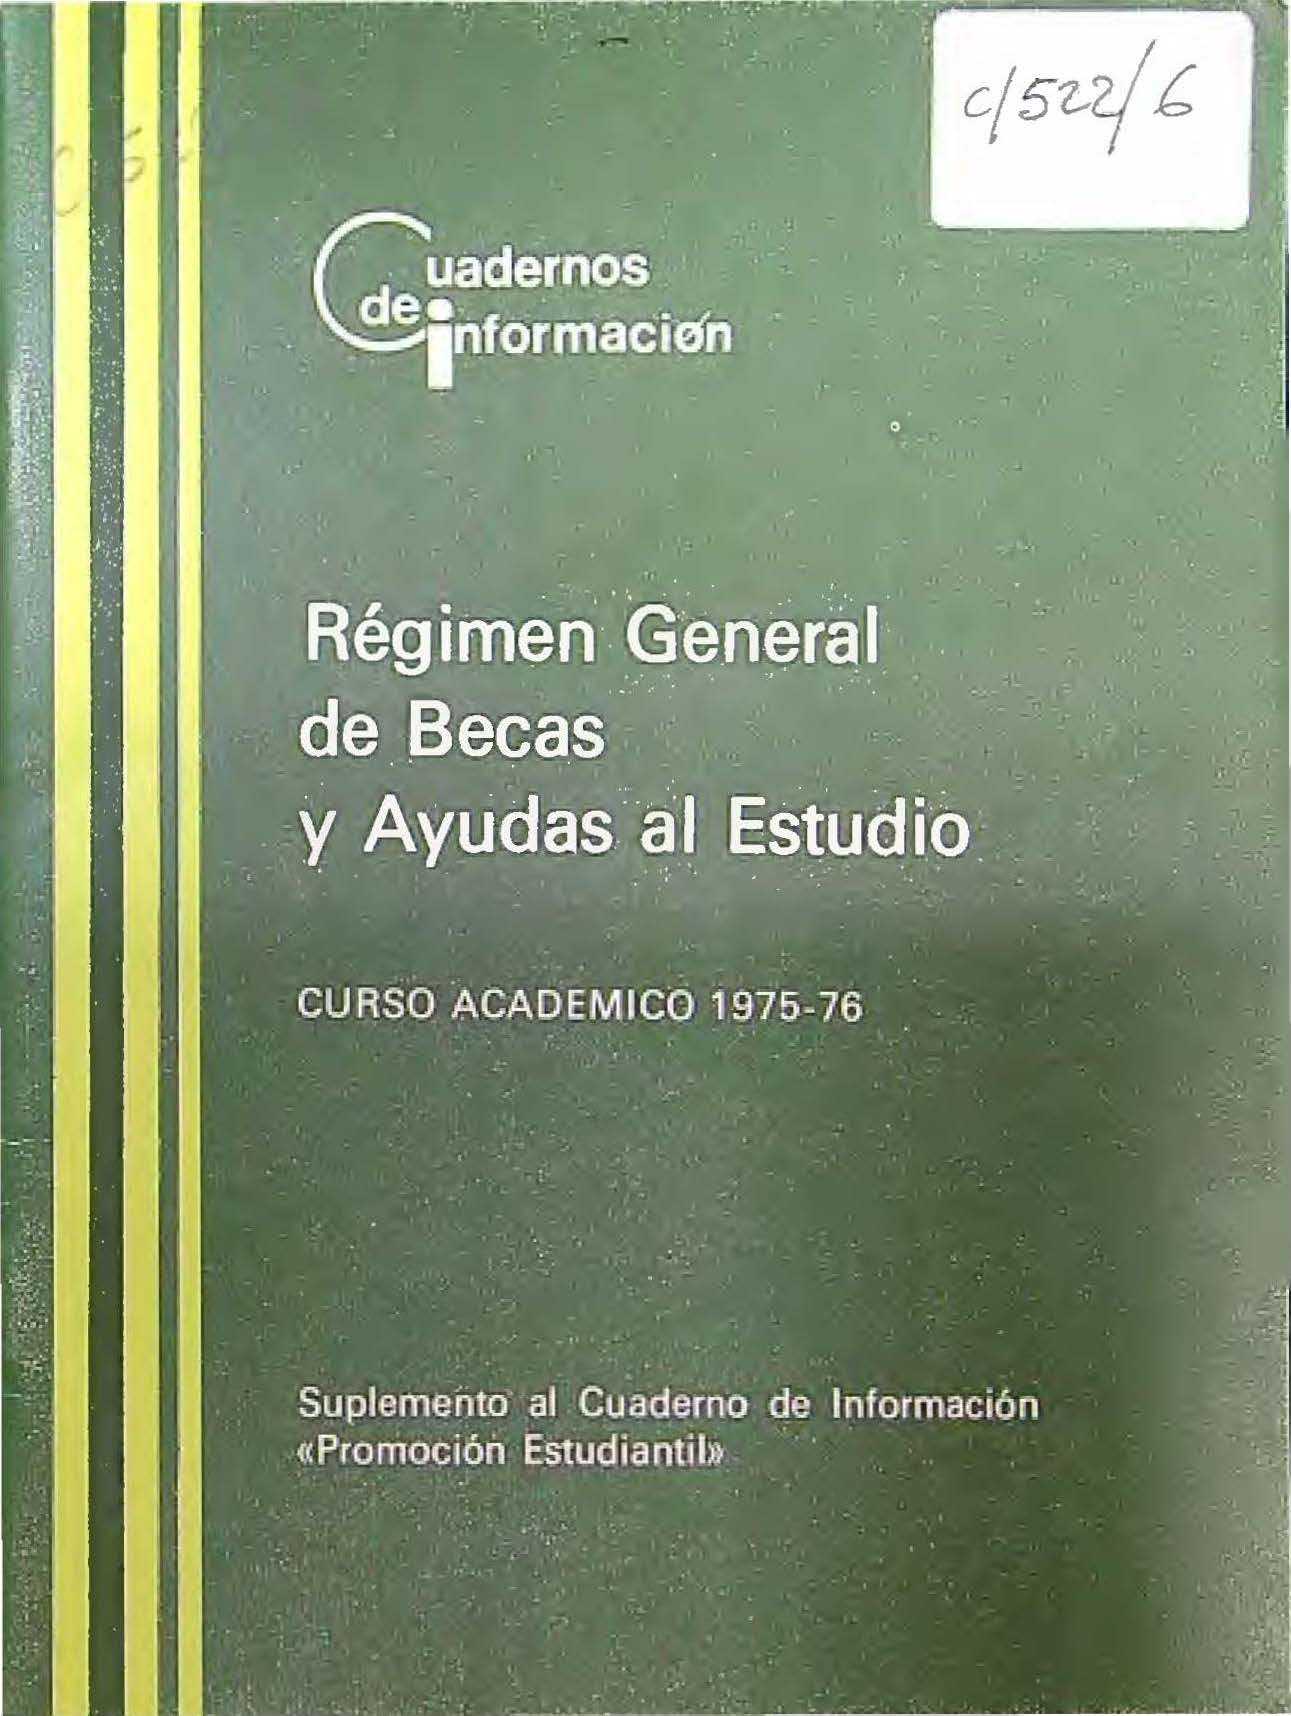 c/522/6
Cuadernos
de información
Régimen General
de Becas
y Ayudas al Estudio
CURSO ACADEMICO 1975-76
Suplemento al Cuaderno de Información
«Promoción Estudiantil»